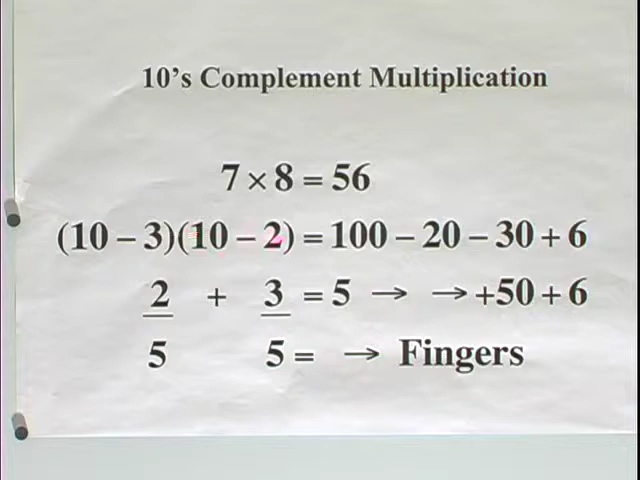 10's Complement Multiplication
7 × 8 = 56
(10 – 3)(10 – 2) = 100 – 20 – 30 + 6
2 + 3 = 5 → → +50 + 6
5 5 = → Fingers